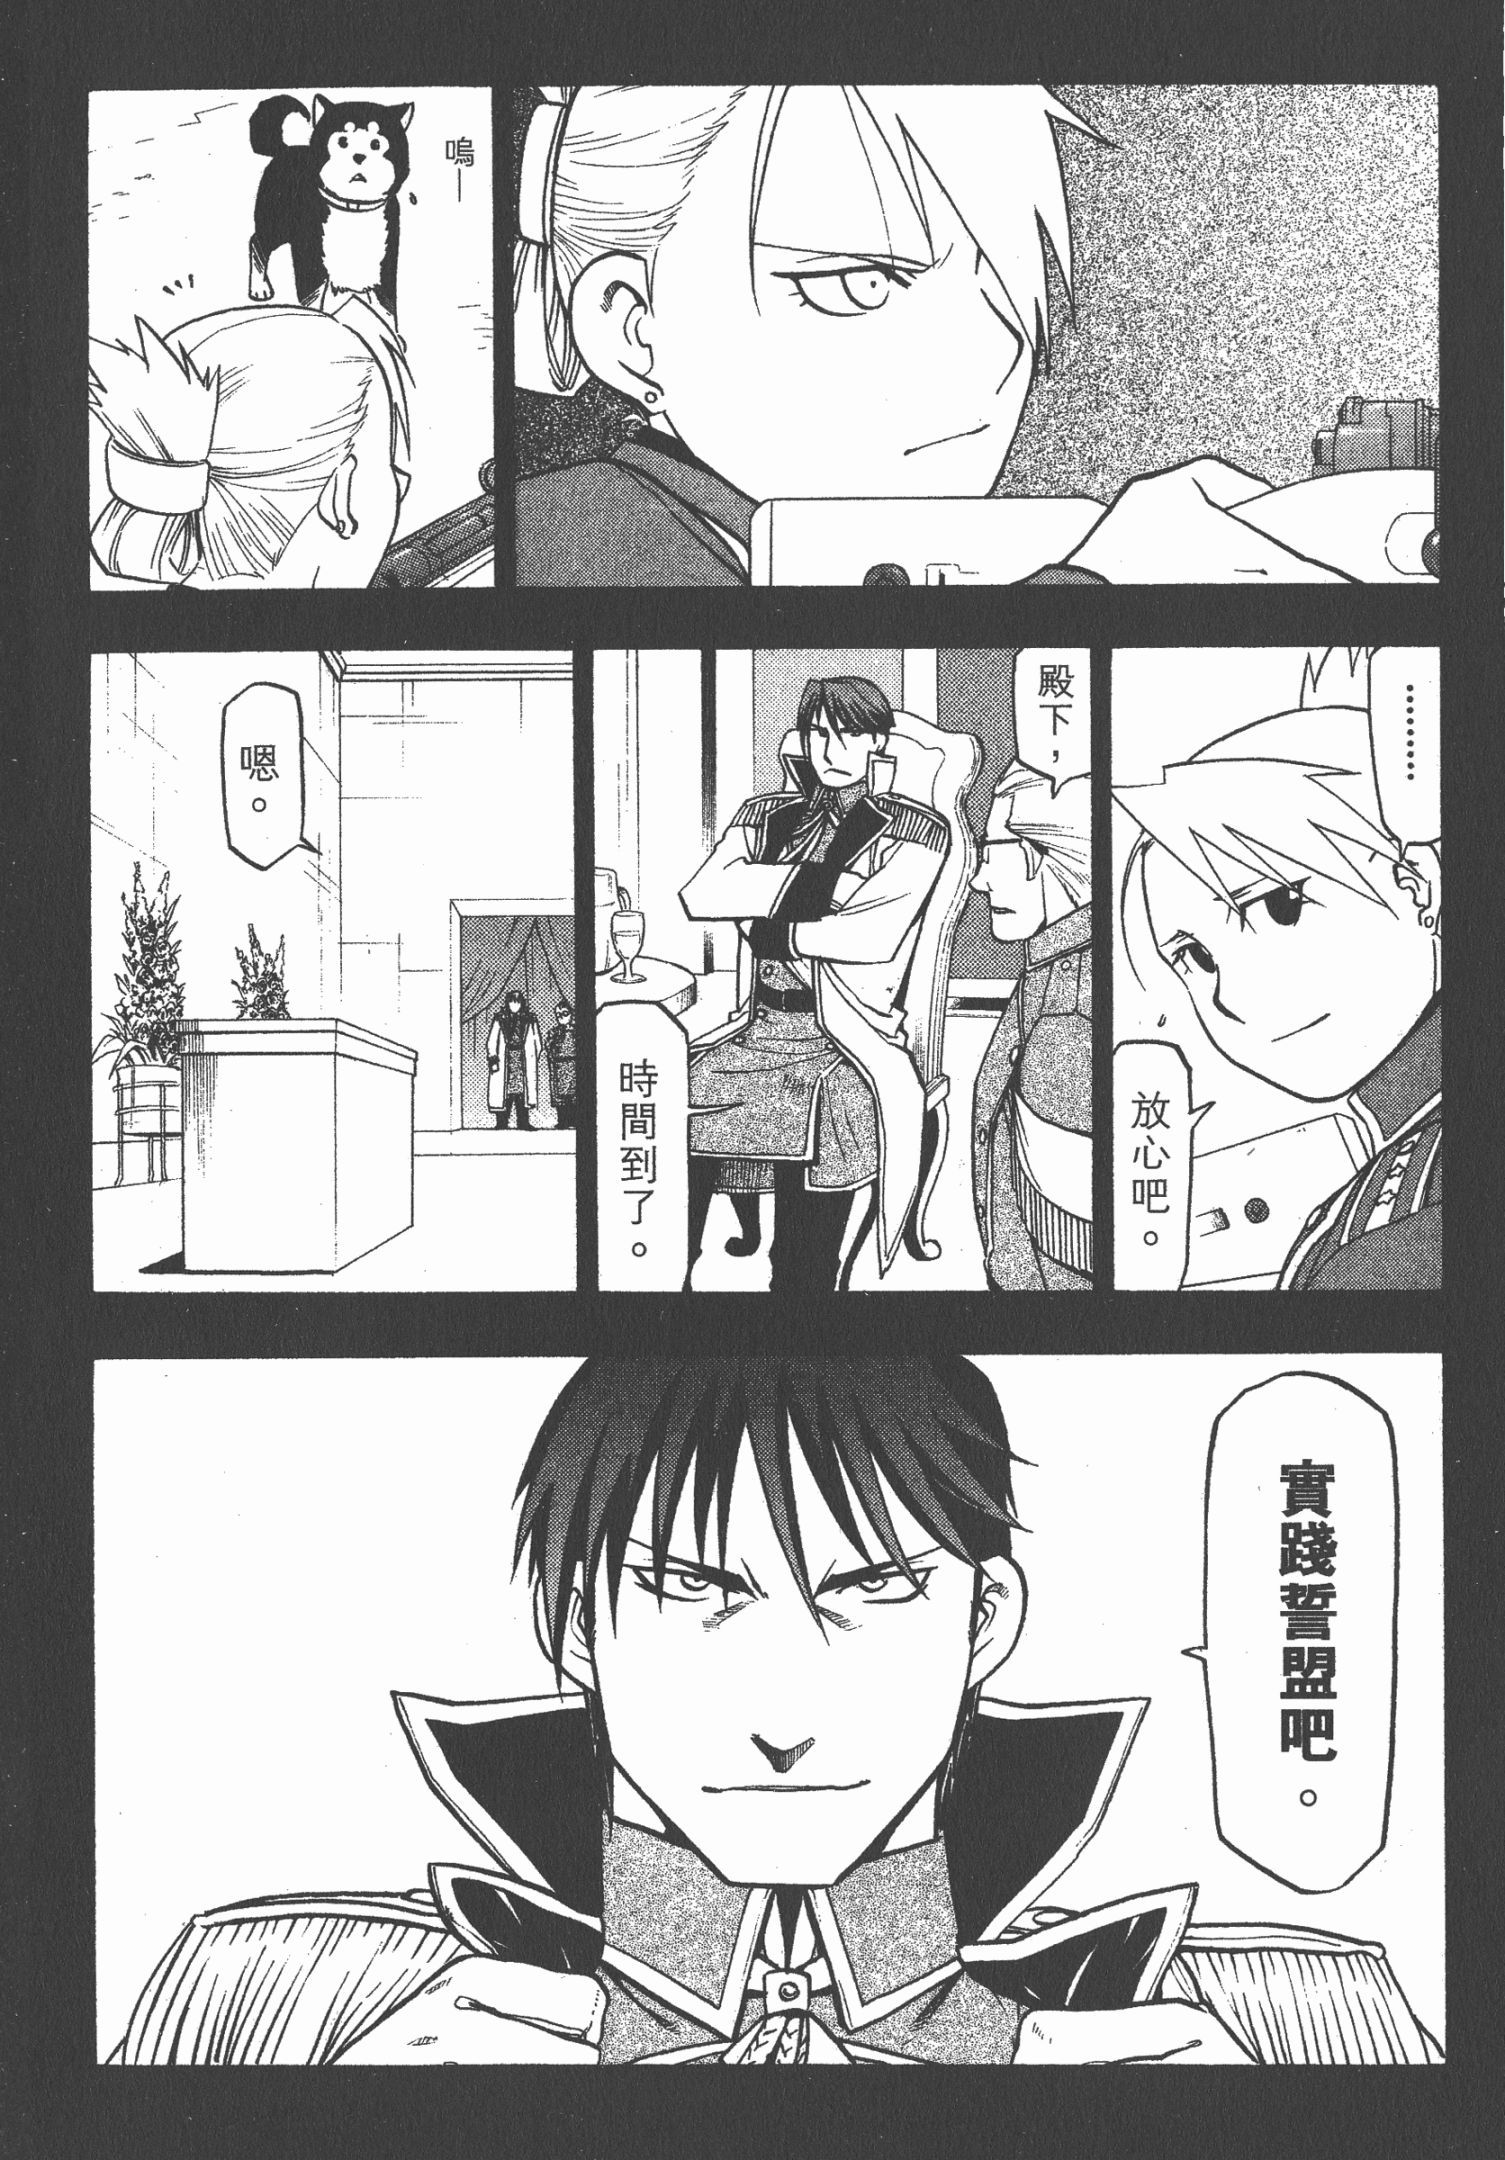 嗚—
………
放心吧。
殿下，
時間到了。
嗯。
實踐誓盟吧。